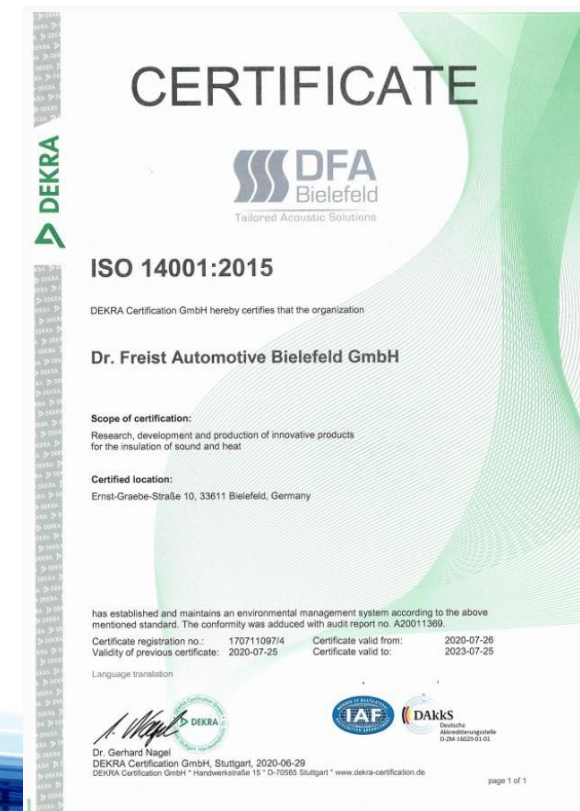 CERTIFICATE
DEKRA
DFA
Bielefeld
Tailored Acoustic Solutions
ISO 14001:2015
DEKRA Certification GmbH hereby certifies that the organization
Dr. Freist Automotive Bielefeld GmbH
Scope of certification:
Research, development and production of innovative products
for the insulation of sound and heat
Certified location:
Ernst-Graebe-Straße 10, 33611 Bielefeld, Germany
has established and maintains an environmental management system according to the above
mentioned standard. The conformity was adduced with audit report no. A20011369.
Certificate registration no.: 170711097/4 Certificate valid from: 2020-07-26
Validity of previous certificate: 2020-07-25 Certificate valid to: 2023-07-25
Language translation
DEKRA
IAF
DAkkS
Deutsche
Akkreditierungsstelle
D-ZM-16029-01-01
Dr. Gerhard Nagel
DEKRA Certification GmbH, Stuttgart, 2020-06-29
DEKRA Certification GmbH * Handwerkstraße 15 * D-70565 Stuttgart * www.dekra-certification.de
page 1 of 1